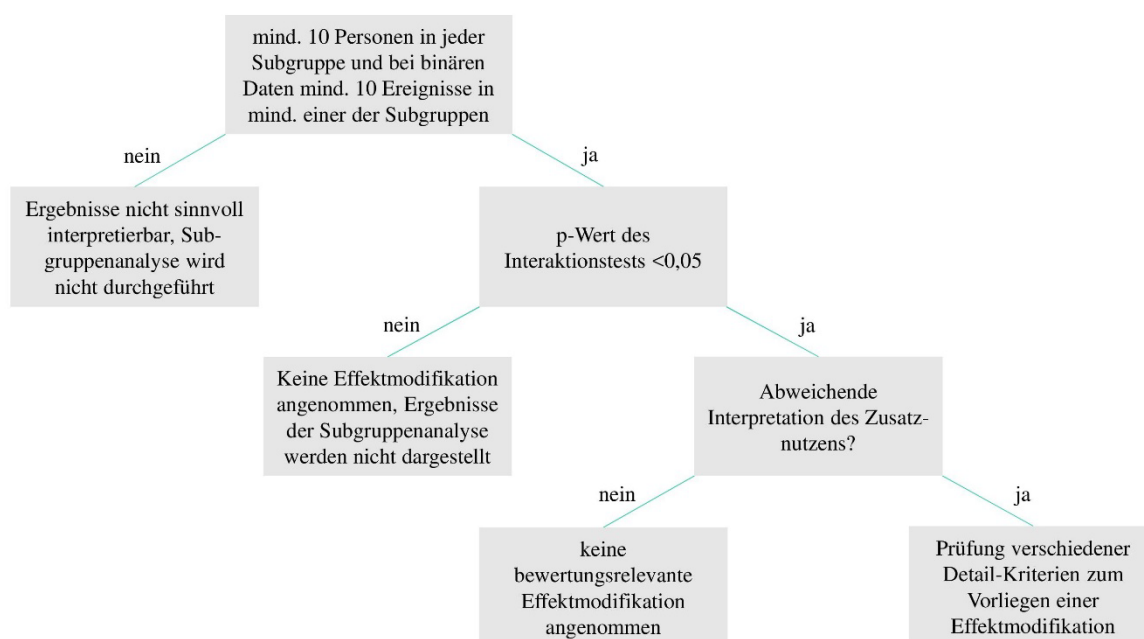 mind. 10 Personen in jeder
Subgruppe und bei binären
Daten mind. 10 Ereignisse in
mind. einer der Subgruppen
nein
ja
Ergebnisse nicht sinnvoll
interpretierbar, Sub-
gruppenanalyse wird
nicht durchgeführt
p-Wert des
Interaktionstests <0,05
nein
ja
Keine Effektmodifikation
angenommen, Ergebnisse
der Subgruppenanalyse
werden nicht dargestellt
Abweichende
Interpretation des Zusatz-
nutzens?
nein
ja
keine
bewertungsrelevante
Effektmodifikation
angenommen
Prüfung verschiedener
Detail-Kriterien zum
Vorliegen einer
Effektmodifikation